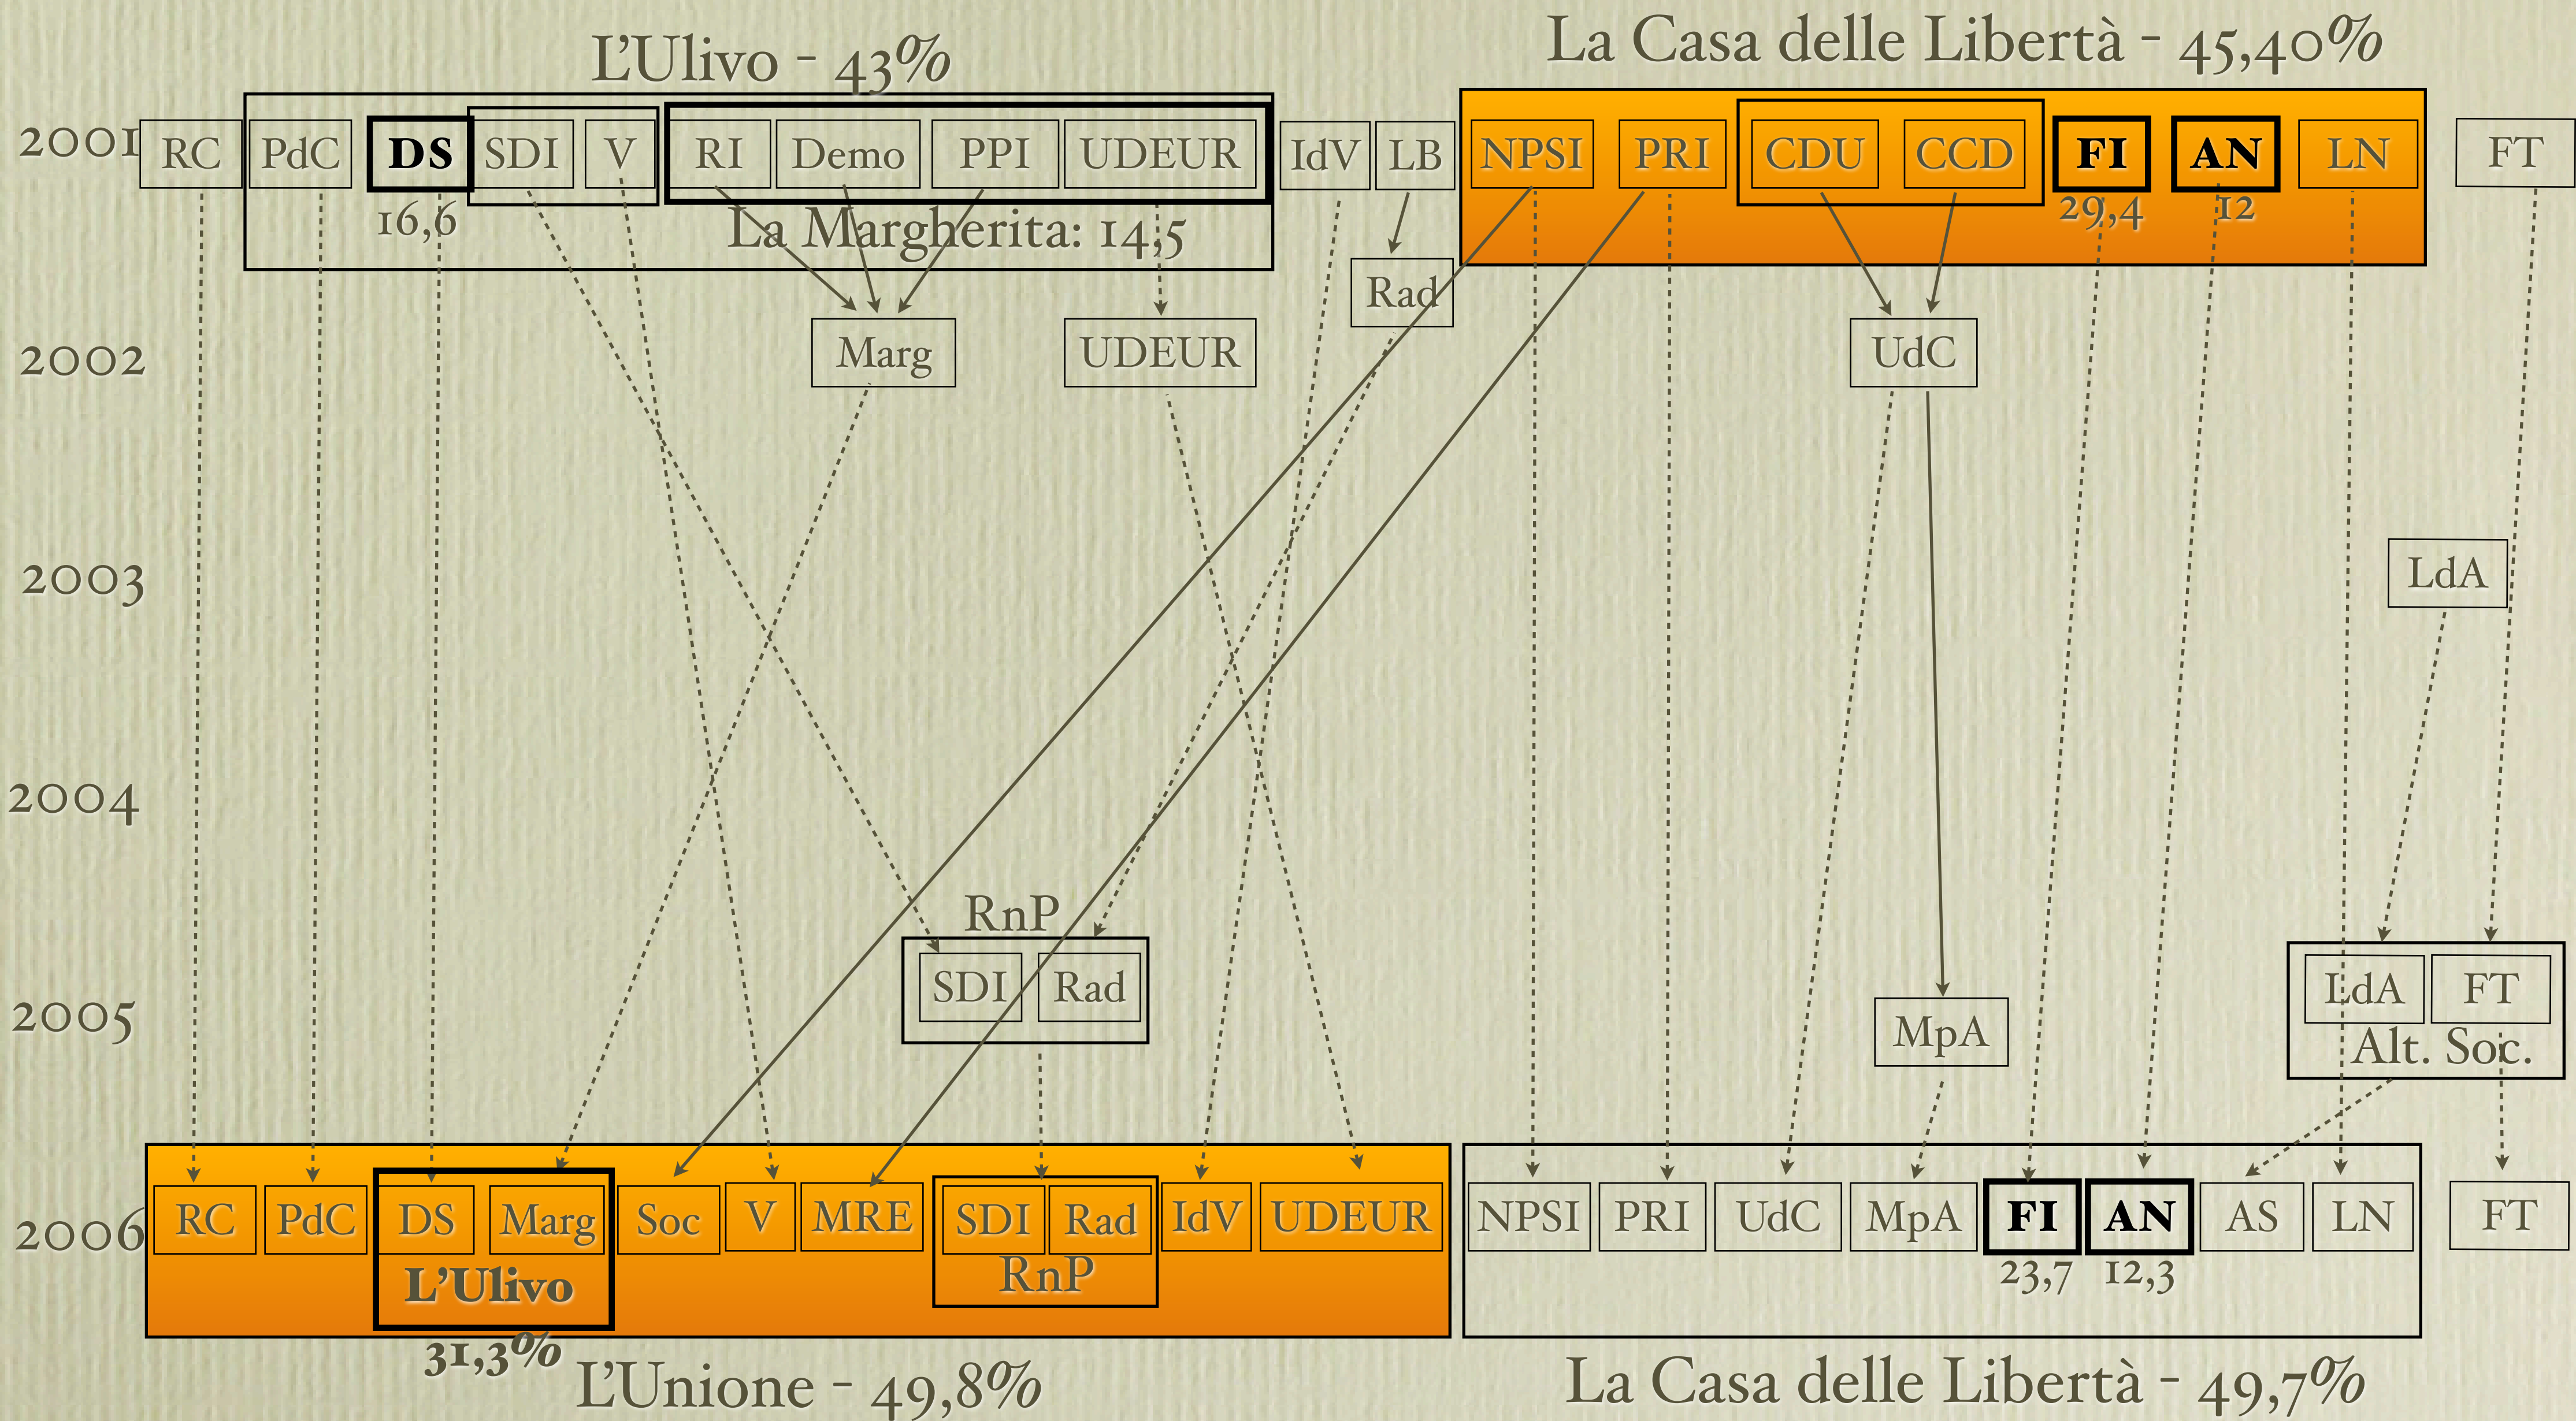 L'Ulivo - 43%
La Casa delle Libertà - 45,40%
2001 RC PdC DS SDI V RI Demo PPI UDEUR IdV LB NPSI PRI CDU CCD FI AN LN FT
16,6 La Margherita: 14,5 29,4 12
Rad
2002 Marg UDEUR UdC
2003 LdA
2004
RnP
2005 SDI Rad MpA LdA FT
Alt. Soc.
2006 RC PdC DS Marg Soc V MRE SDI Rad IdV UDEUR NPSI PRI UdC MpA FI AN AS LN FT
L'Ulivo RnP 23,7 12,3
31,3%
L'Unione - 49,8%
La Casa delle Libertà - 49,7%